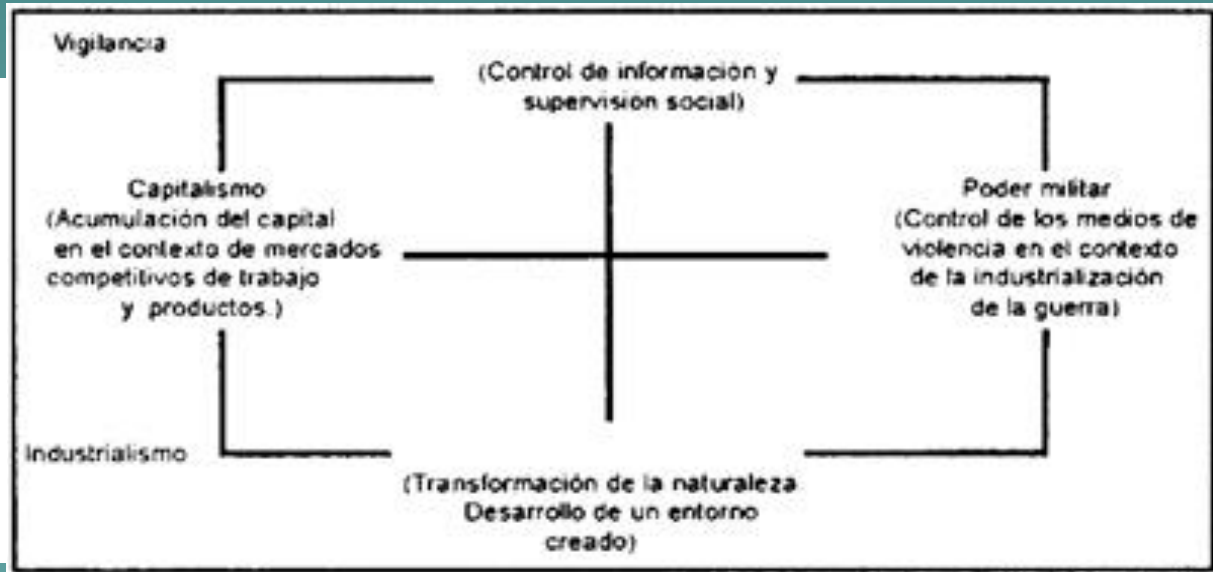 Vigilancia
(Control de información y
supervisión social)
Capitalismo
(Acumulación del capital
en el contexto de mercados
competitivos de trabajo
y productos.)
Poder militar
(Control de los medios de
violencia en el contexto
de la industrialización
de la guerra)
Industrialismo
(Transformación de la naturaleza
Desarrollo de un entorno
creado)